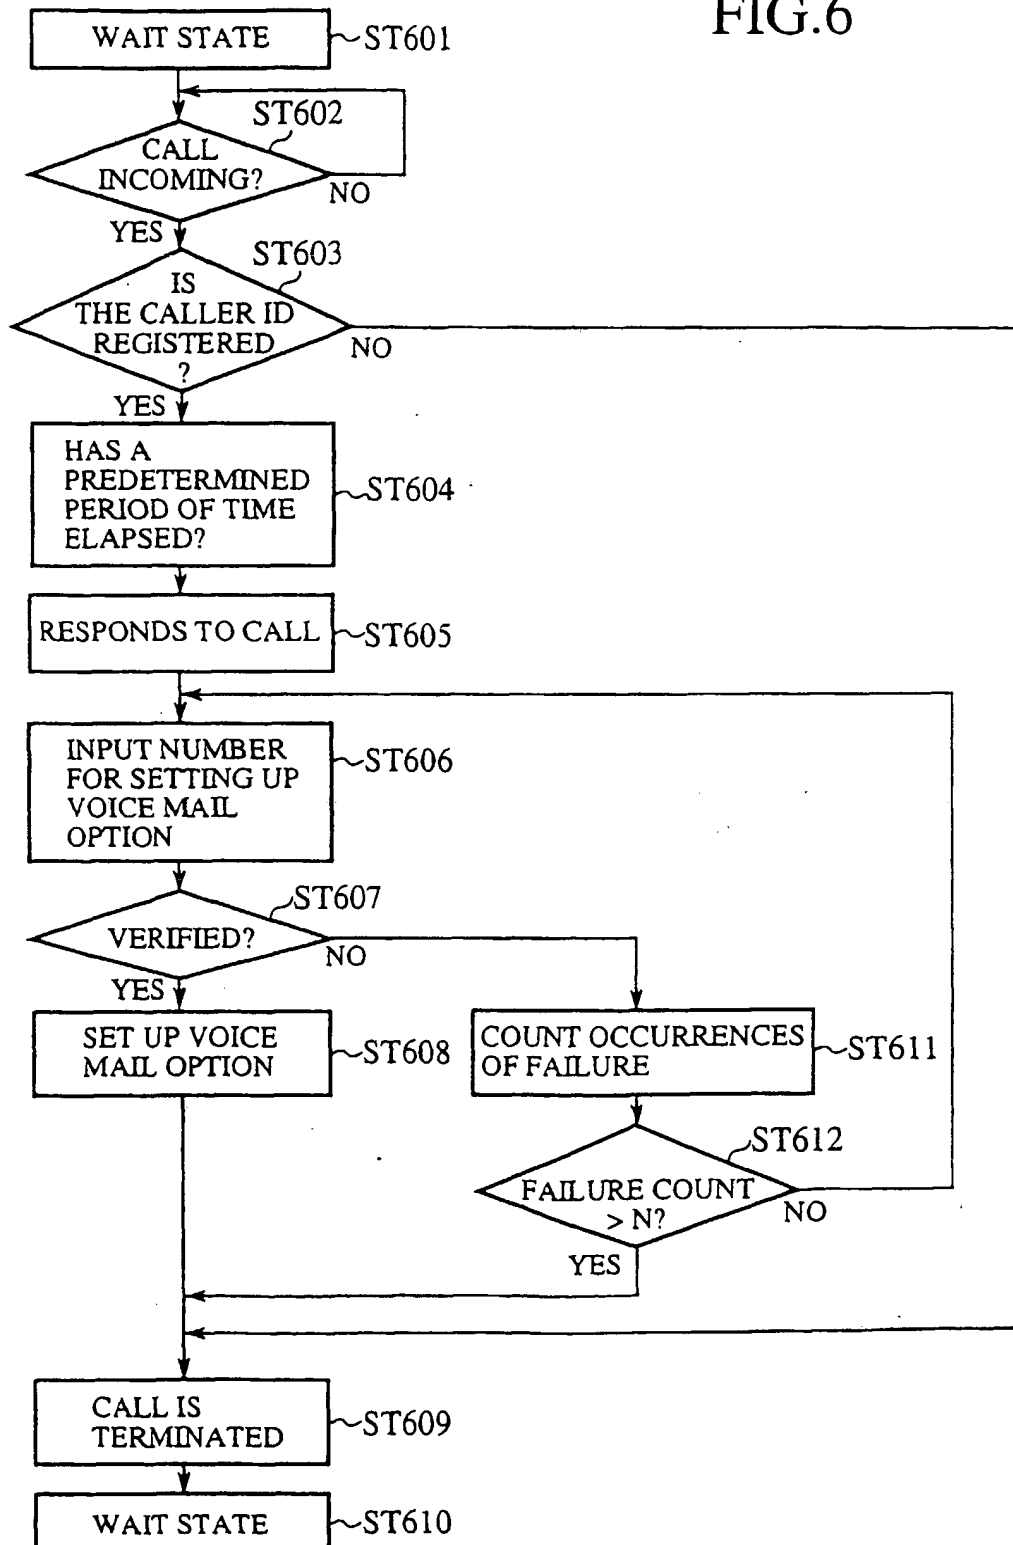 FIG.6
WAIT STATE
ST601
ST602
CALL
INCOMING?
NO
YES
ST603
IS
THE CALLER ID
REGISTERED
?
NO
YES
HAS A
PREDETERMINED
PERIOD OF TIME
ELAPSED?
ST604
RESPONDS TO CALL
ST605
INPUT NUMBER
FOR SETTING UP
VOICE MAIL
OPTION
ST606
ST607
VERIFIED?
NO
YES
SET UP VOICE
MAIL OPTION
ST608
COUNT OCCURRENCES
OF FAILURE
ST611
ST612
FAILURE COUNT
> N?
NO
YES
CALL IS
TERMINATED
ST609
WAIT STATE
ST610